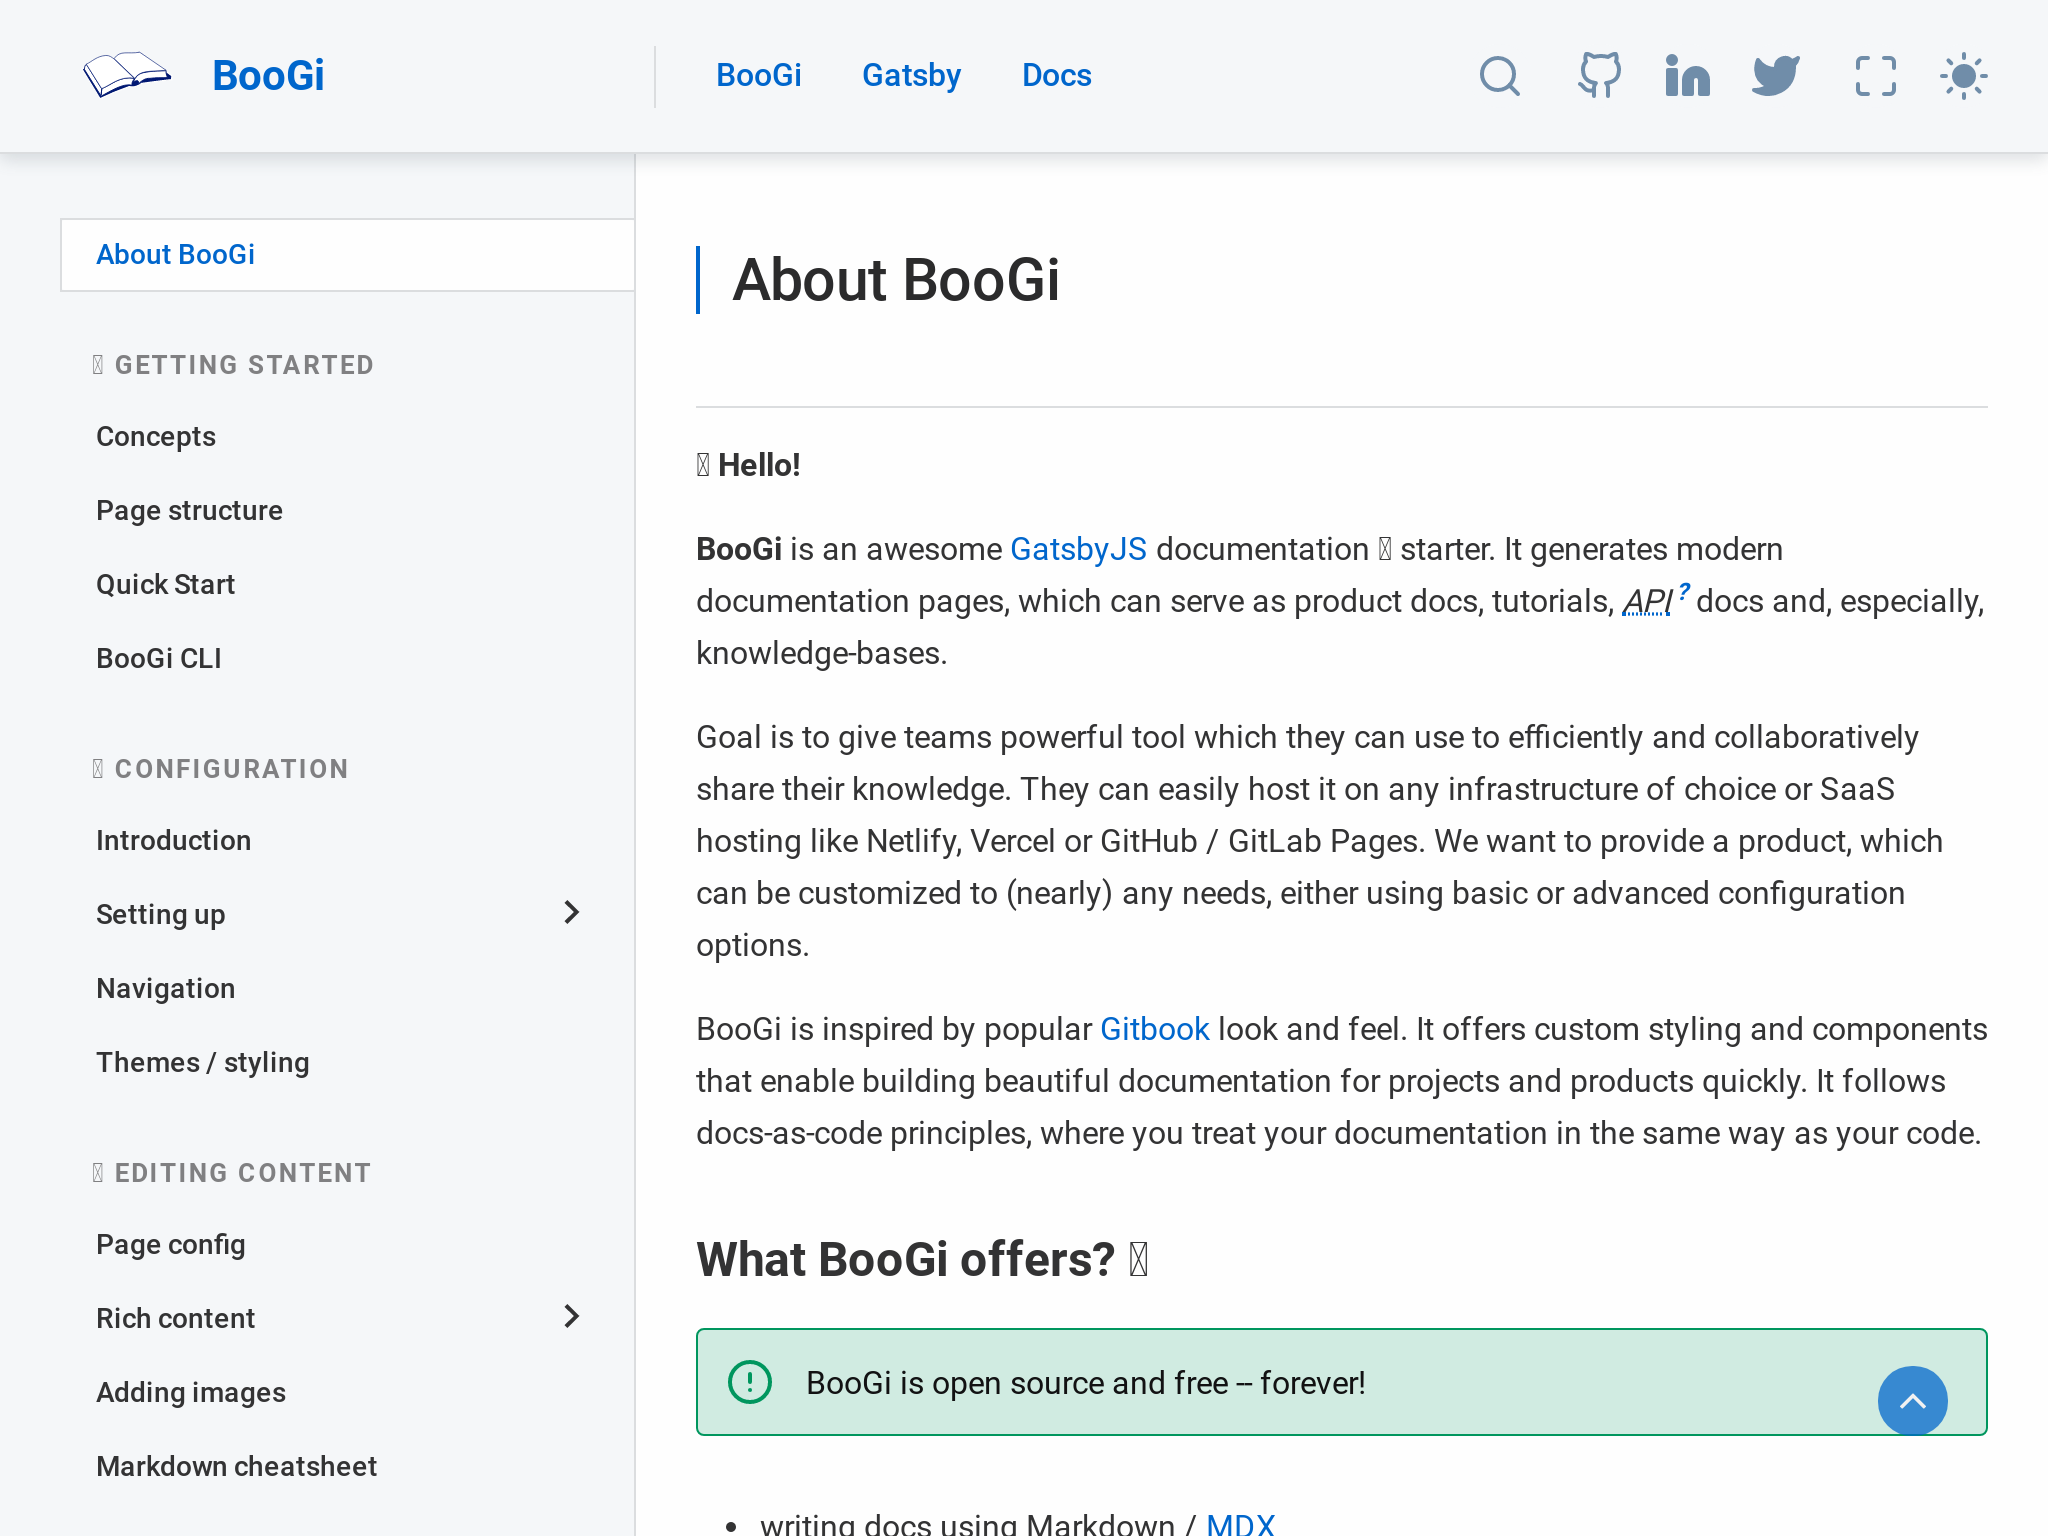 BooGi
BooGi Gatsby Docs
About BooGi
GETTING STARTED
Concepts
Page structure
Quick Start
BooGi CLI
CONFIGURATION
Introduction
Setting up
Navigation
Themes / styling
EDITING CONTENT
Page config
Rich content
Adding images
Markdown cheatsheet
About BooGi
Hello!
BooGi is an awesome GatsbyJS documentation starter. It generates modern
documentation pages, which can serve as product docs, tutorials, API ? docs and, especially,
knowledge-bases.
Goal is to give teams powerful tool which they can use to efficiently and collaboratively
share their knowledge. They can easily host it on any infrastructure of choice or SaaS
hosting like Netlify, Vercel or GitHub / GitLab Pages. We want to provide a product, which
can be customized to (nearly) any needs, either using basic or advanced configuration
options.
BooGi is inspired by popular Gitbook look and feel. It offers custom styling and components
that enable building beautiful documentation for projects and products quickly. It follows
docs-as-code principles, where you treat your documentation in the same way as your code.
What BooGi offers?
BooGi is open source and free -- forever!
• writing docs using Markdown / MDX